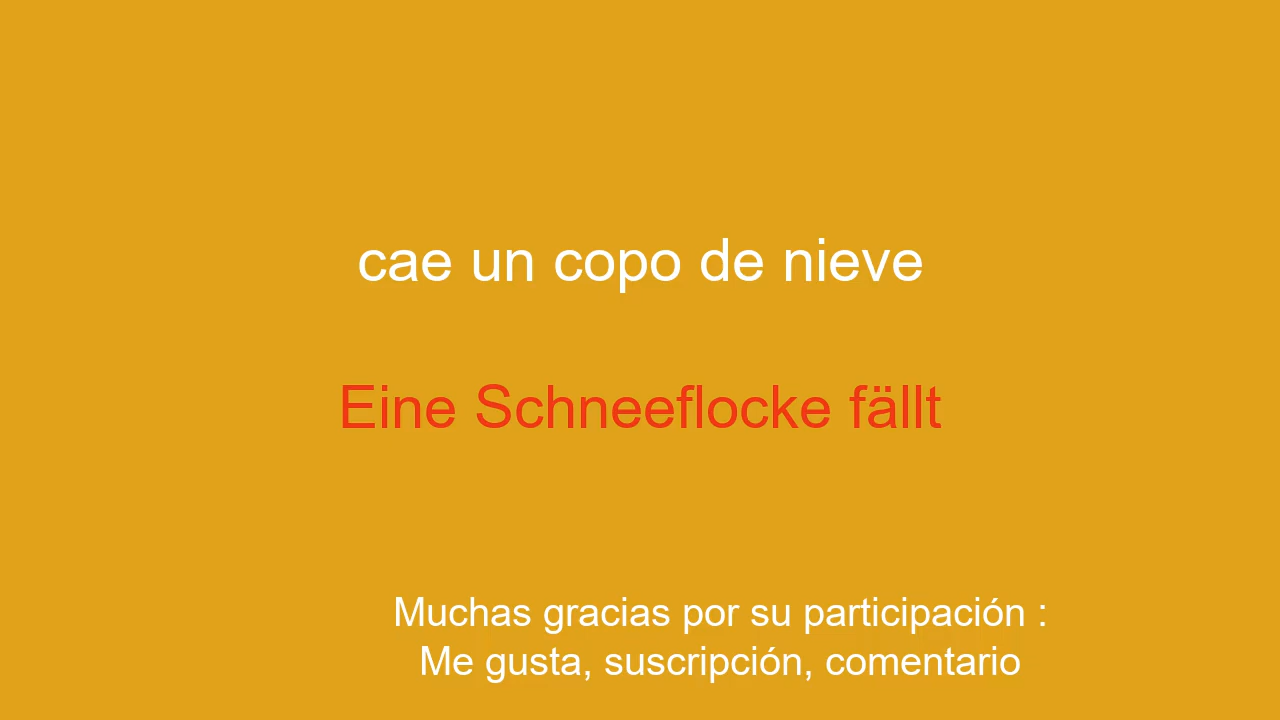 cae un copo de nieve
Eine Schneeflocke fällt
Muchas gracias por su participación :
Me gusta, suscripción, comentario